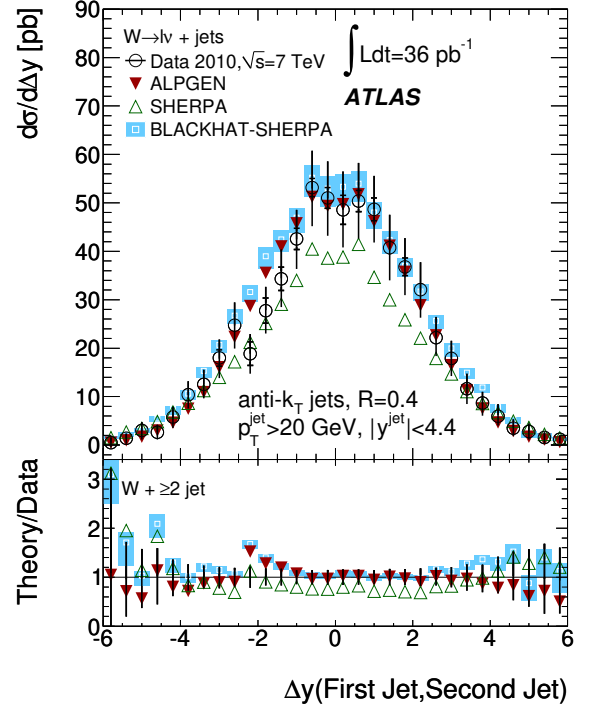 dσ/dΔy [pb]
90
80
70
60
50
40
30
20
10
0
W→lν + jets
Data 2010,√s=7 TeV
ALPGEN
SHERPA
BLACKHAT-SHERPA
∫Ldt=36 pb⁻¹
ATLAS
anti-k_T jets, R=0.4
p_T^jet>20 GeV, |y^jet|<4.4
Theory/Data
3
2
1
0
W + ≥2 jet
-6 -4 -2 0 2 4 6
Δy(First Jet,Second Jet)